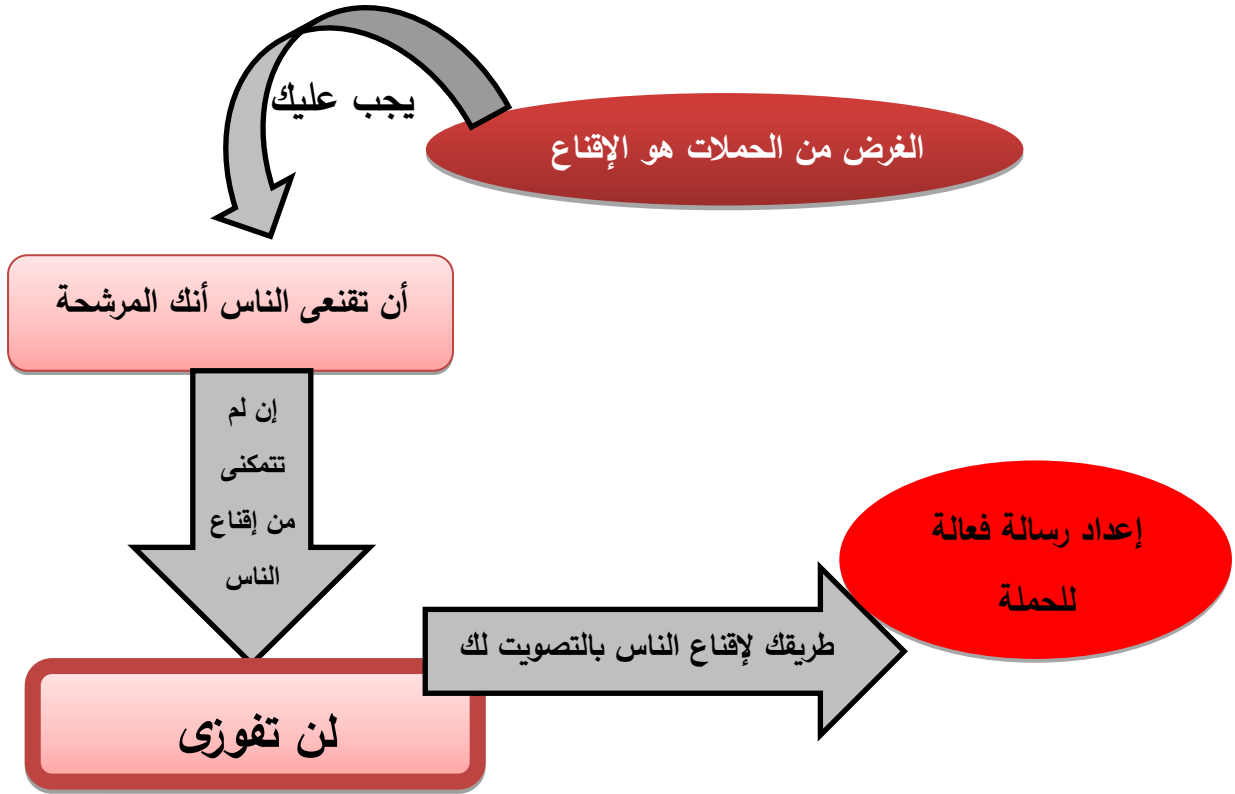 الغرض من الحملات هو الإقناع
يجب عليك
أن تقنعى الناس أنك المرشحة
إن لم
تتمكنى
من إقناع
الناس
لن تفوزى
طريقك لإقناع الناس بالتصويت لك
إعداد رسالة فعالة
للحملة